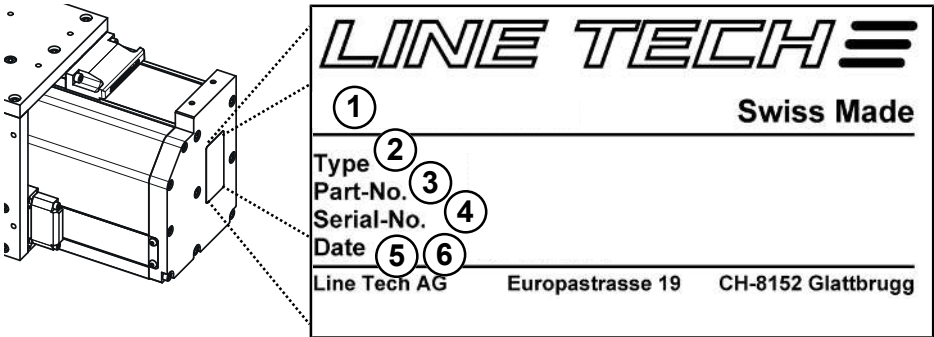 LINE TECH
1
Swiss Made
Type 2
Part-No. 3
Serial-No. 4
Date 5 6
Line Tech AG Europastrasse 19 CH-8152 Glattbrugg